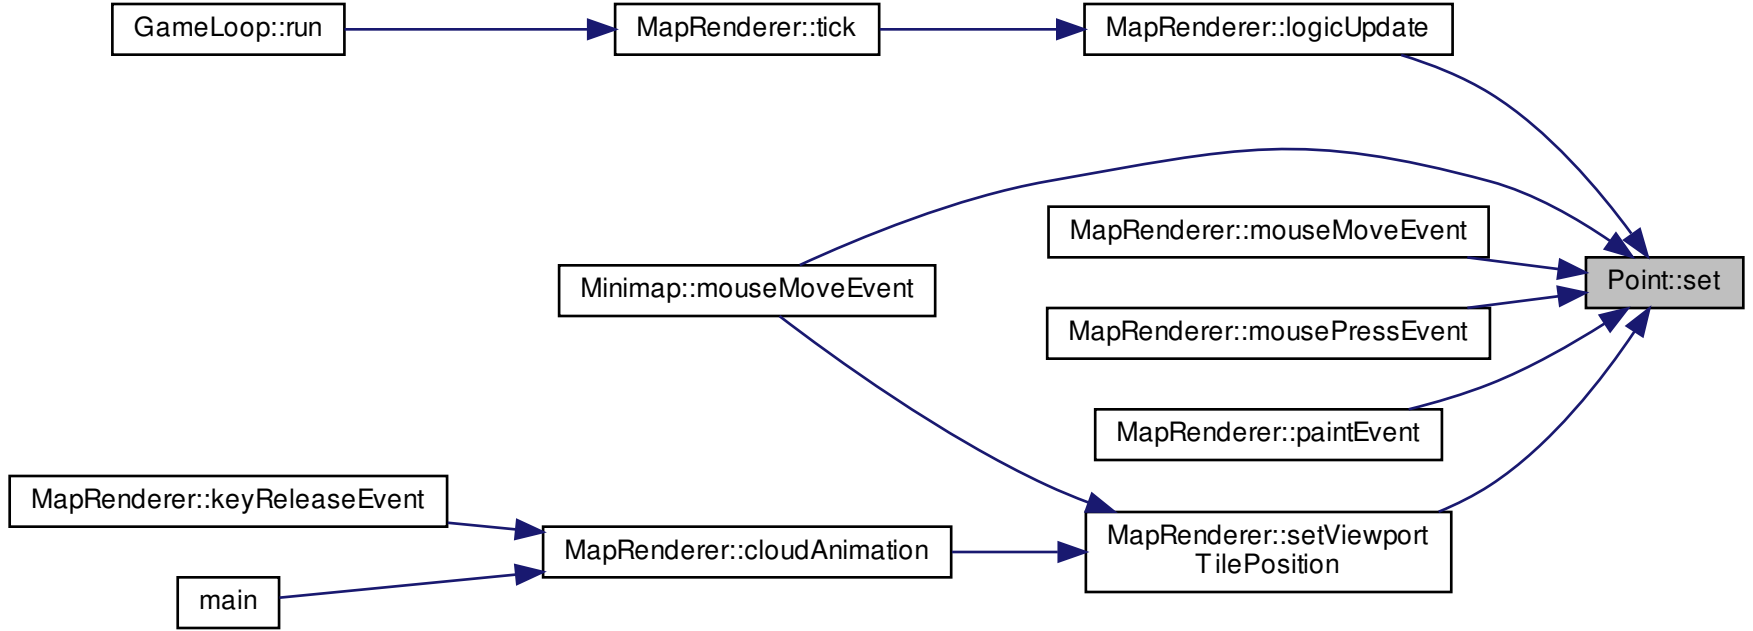 GameLoop::run
MapRenderer::tick
MapRenderer::logicUpdate
MapRenderer::mouseMoveEvent
Minimap::mouseMoveEvent
Point::set
MapRenderer::mousePressEvent
MapRenderer::paintEvent
MapRenderer::keyReleaseEvent
MapRenderer::cloudAnimation
MapRenderer::setViewport
TilePosition
main